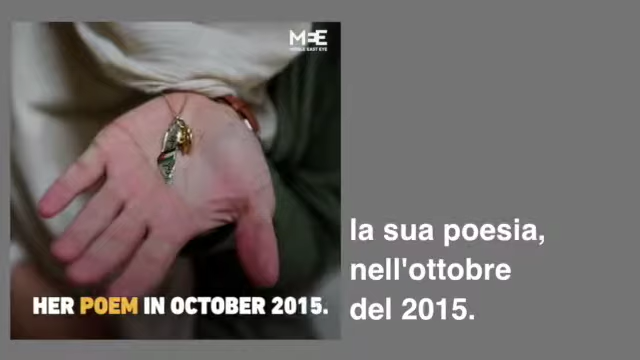 MEE
MIDDLE EAST EYE
HER POEM IN OCTOBER 2015.
la sua poesia,
nell'ottobre
del 2015.